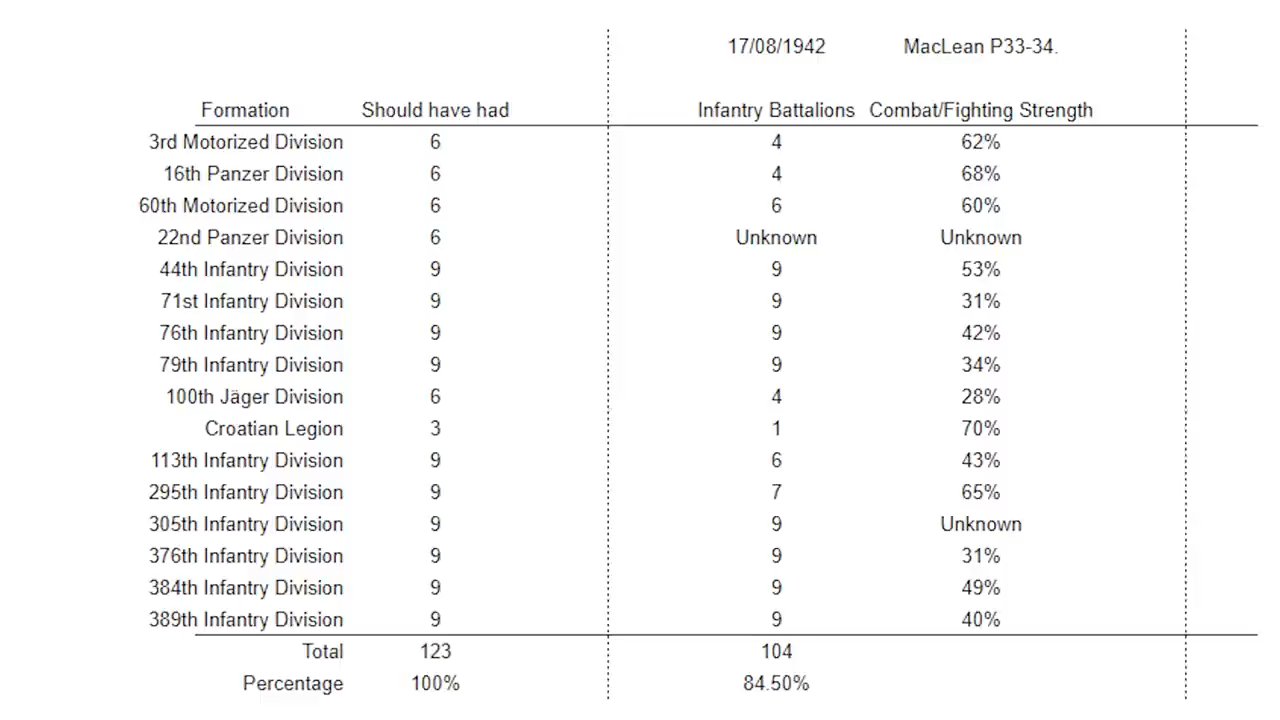 17/08/1942 MacLean P33-34.
Formation Should have had Infantry Battalions Combat/Fighting Strength
3rd Motorized Division 6 4 62%
16th Panzer Division 6 4 68%
60th Motorized Division 6 6 60%
22nd Panzer Division 6 Unknown Unknown
44th Infantry Division 9 9 53%
71st Infantry Division 9 9 31%
76th Infantry Division 9 9 42%
79th Infantry Division 9 9 34%
100th Jäger Division 6 4 28%
Croatian Legion 3 1 70%
113th Infantry Division 9 6 43%
295th Infantry Division 9 7 65%
305th Infantry Division 9 9 Unknown
376th Infantry Division 9 9 31%
384th Infantry Division 9 9 49%
389th Infantry Division 9 9 40%
Total 123 104
Percentage 100% 84.50%